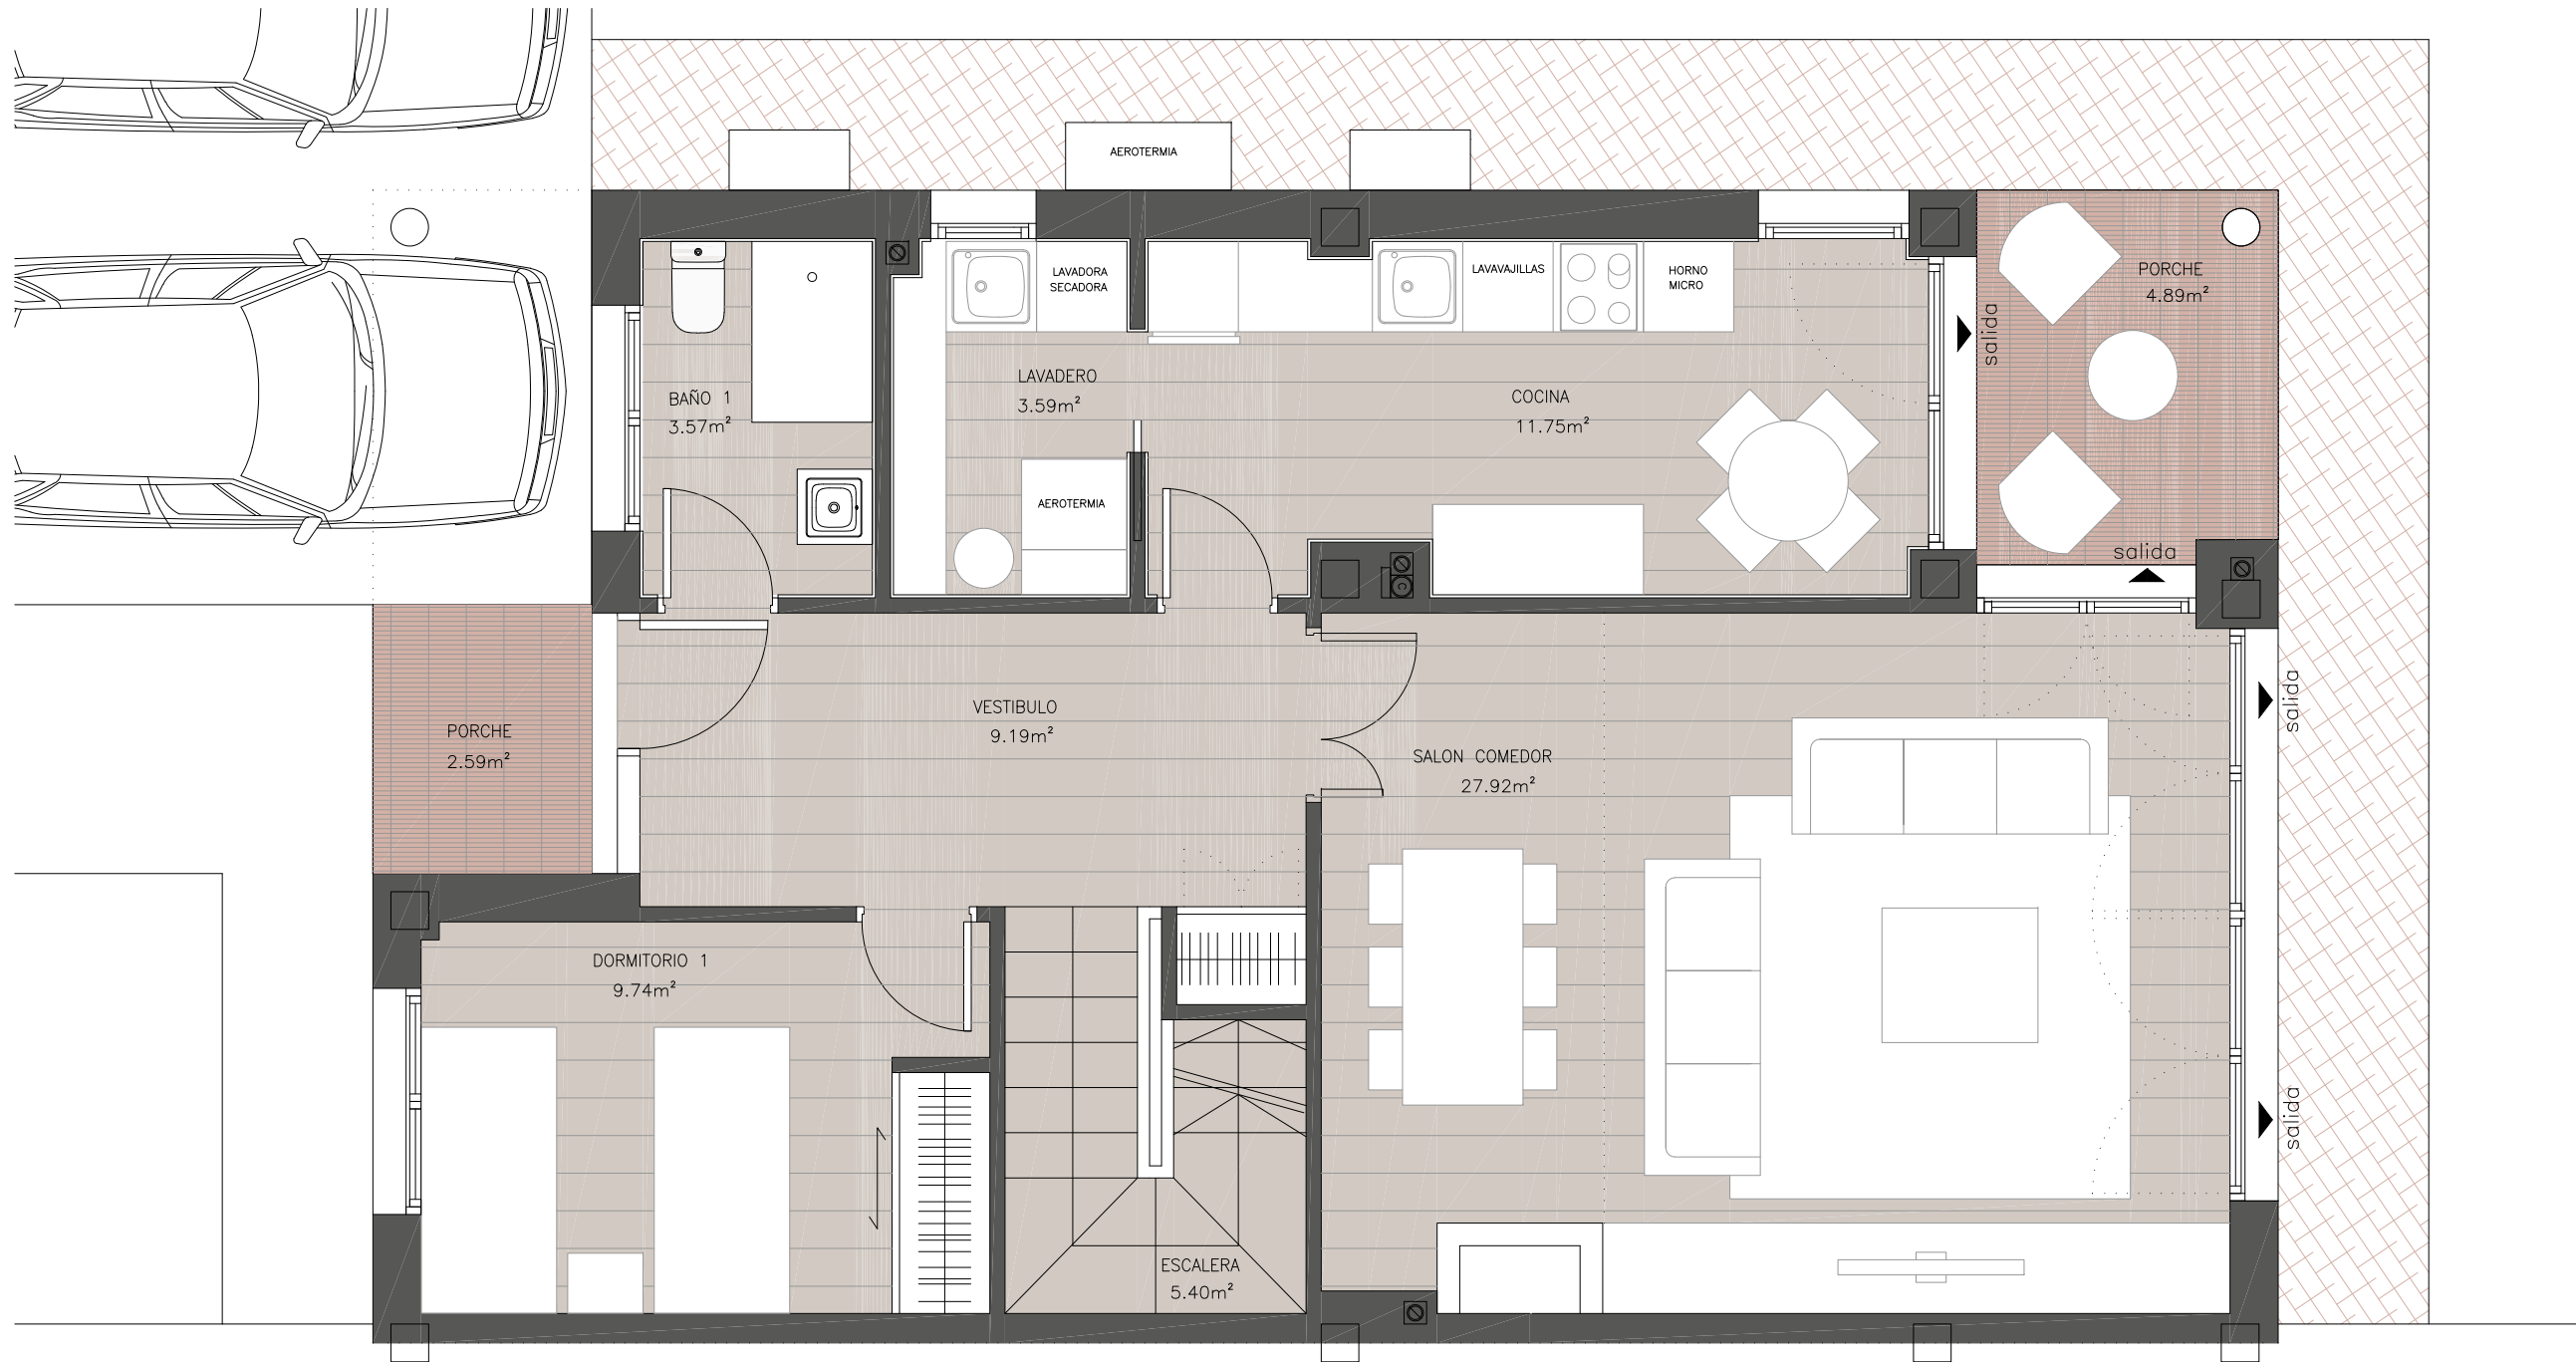 AEROTERMIA
LAVADORA
SECADORA
LAVAVAJILLAS
HORNO
MICRO
PORCHE
4.89m²
salida
LAVADERO
3.59m²
BAÑO 1
3.57m²
COCINA
11.75m²
AEROTERMIA
salida
VESTIBULO
9.19m²
PORCHE
2.59m²
SALON COMEDOR
27.92m²
salida
DORMITORIO 1
9.74m²
salida
ESCALERA
5.40m²